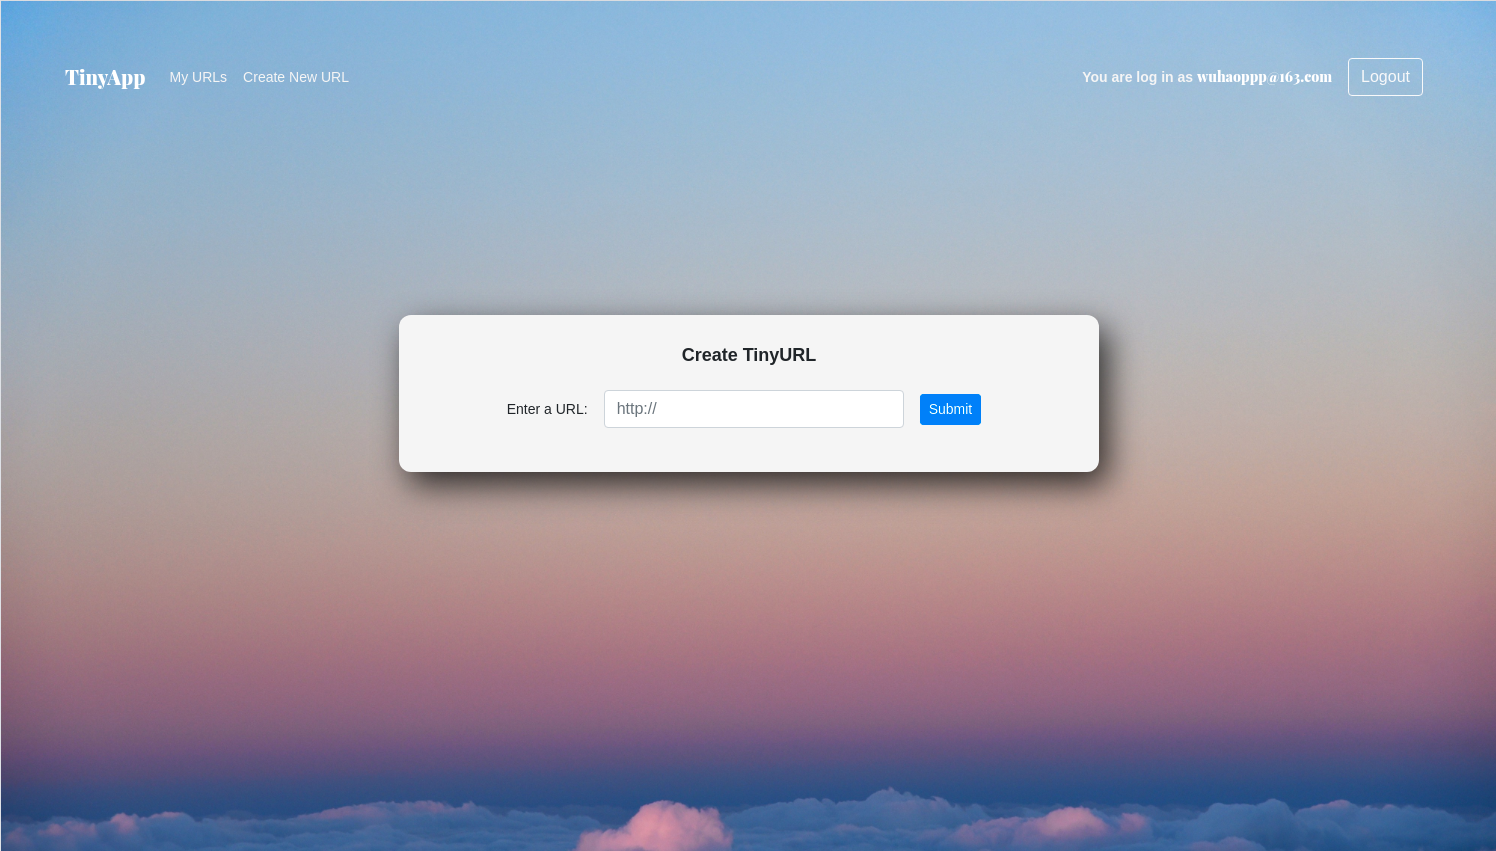 TinyApp My URLs Create New URL You are log in as wuhaoppp@163.com Logout
Create TinyURL
Enter a URL: http:// Submit